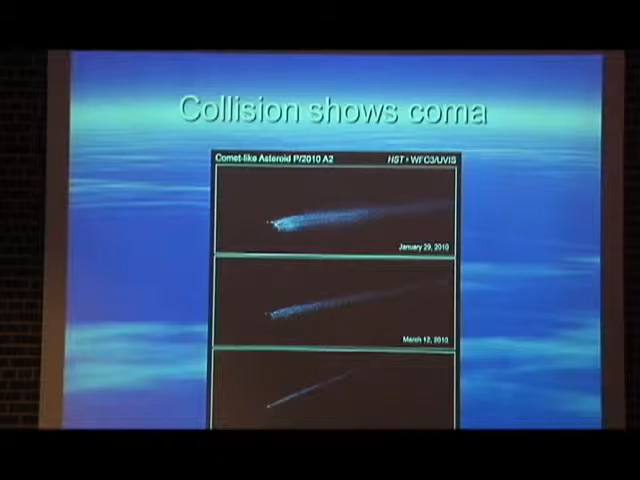 Collision shows coma
Comet-like Asteroid P/2010 A2 HST • WFC3/UVIS
January 29, 2010
March 12, 2010